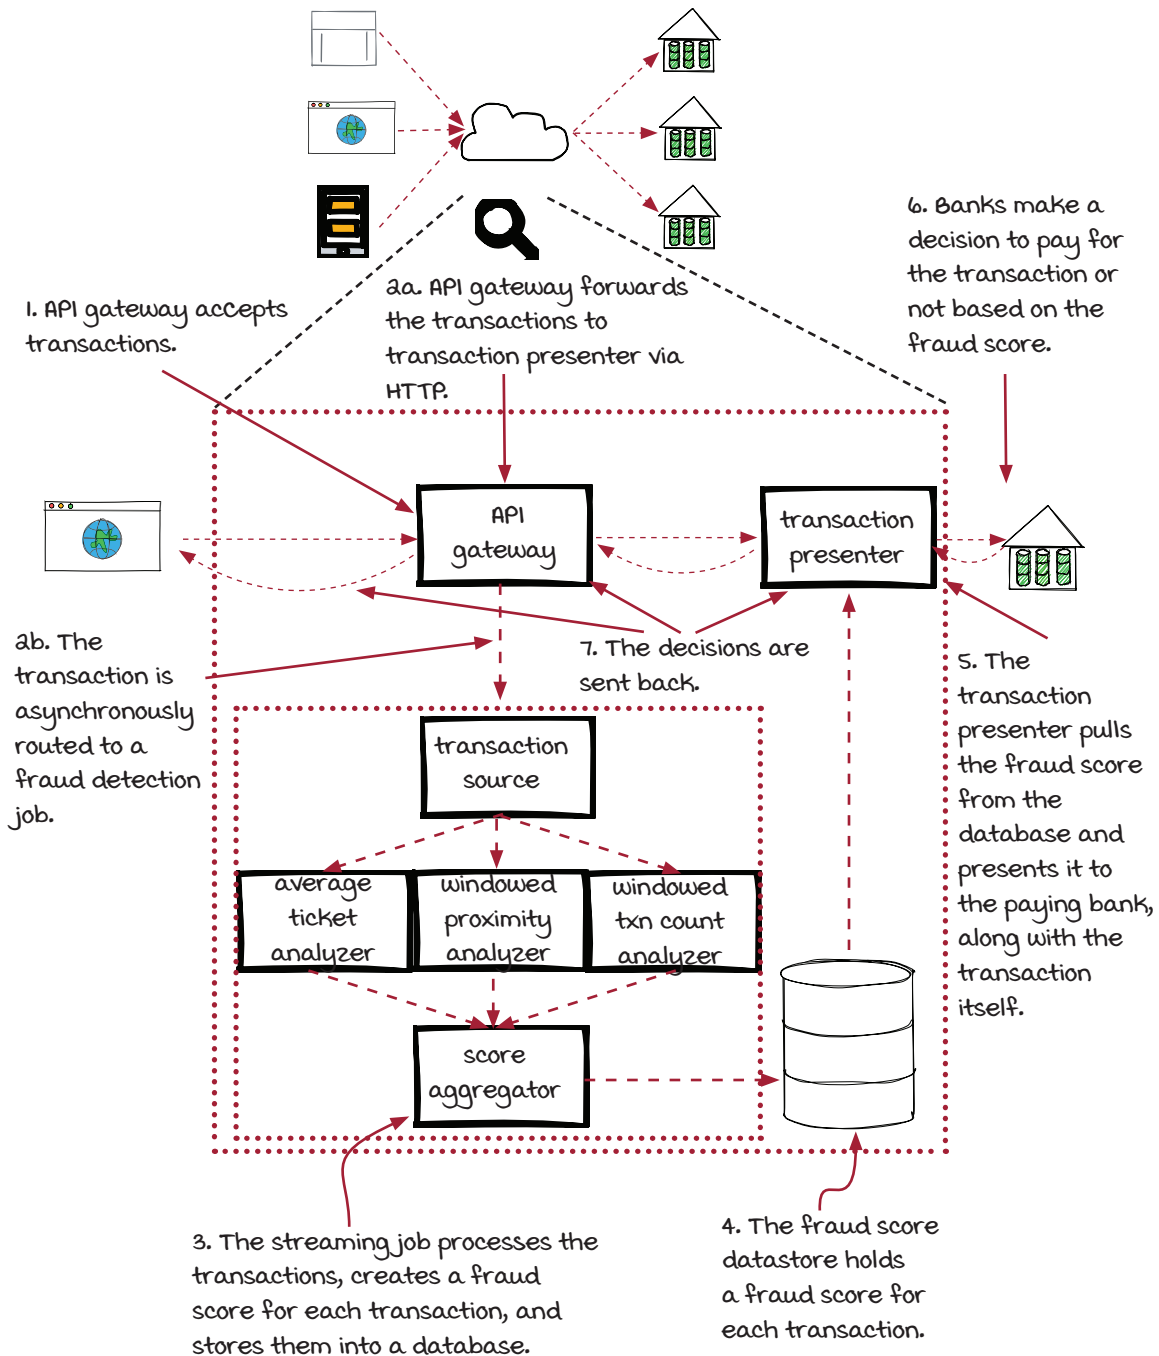 6. Banks make a
decision to pay for
the transaction or
not based on the
fraud score.
1. API gateway accepts
transactions.
2a. API gateway forwards
the transactions to
transaction presenter via
HTTP.
API
gateway
transaction
presenter
2b. The
transaction is
asynchronously
routed to a
fraud detection
job.
7. The decisions are
sent back.
5. The
transaction
presenter pulls
the fraud score
from the
database and
presents it to
the paying bank,
along with the
transaction
itself.
transaction
source
average
ticket
analyzer
windowed
proximity
analyzer
windowed
txn count
analyzer
score
aggregator
3. The streaming job processes the
transactions, creates a fraud
score for each transaction, and
stores them into a database.
4. The fraud score
datastore holds
a fraud score for
each transaction.